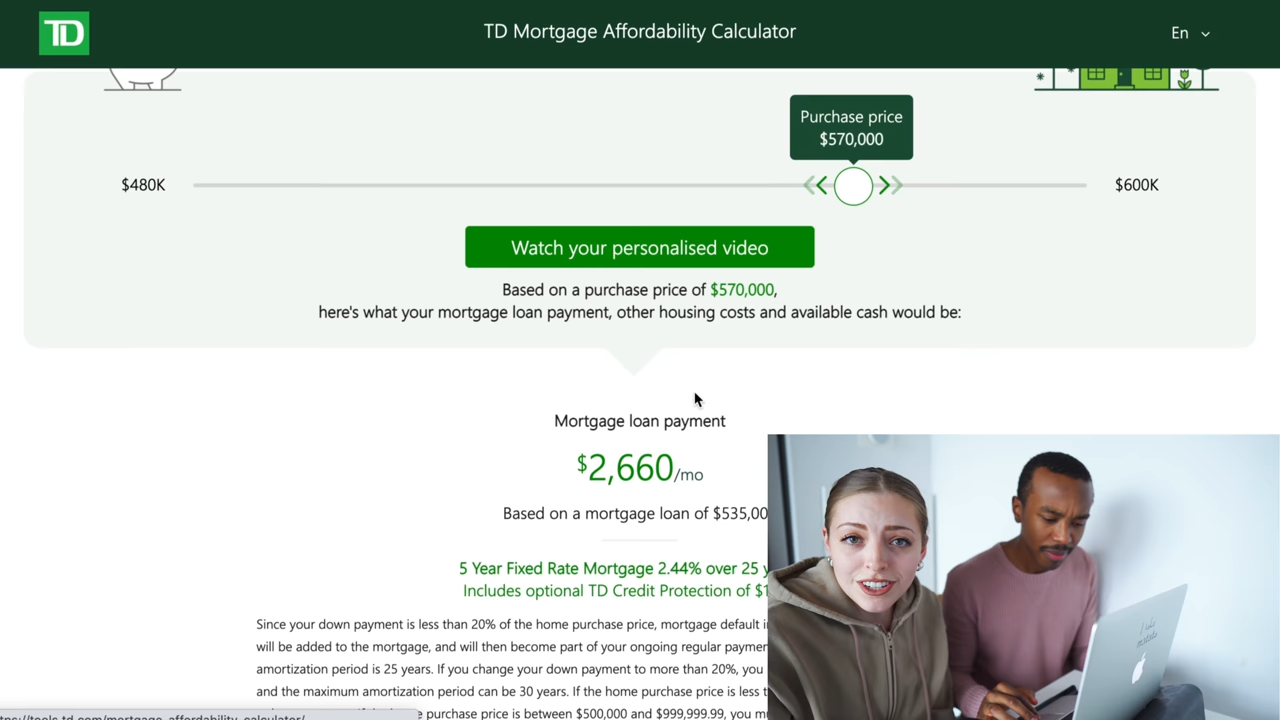 TD
TD Mortgage Affordability Calculator
En
Purchase price
$570,000
$480K
$600K
Watch your personalised video
Based on a purchase price of $570,000,
here's what your mortgage loan payment, other housing costs and available cash would be:
Mortgage loan payment
$2,660/mo
Based on a mortgage loan of $535,00
5 Year Fixed Rate Mortgage 2.44% over 25 y
Includes optional TD Credit Protection of $1
Since your down payment is less than 20% of the home purchase price, mortgage default i
will be added to the mortgage, and will then become part of your ongoing regular paymen
amortization period is 25 years. If you change your down payment to more than 20%, you
and the maximum amortization period can be 30 years. If the home purchase price is less t
e purchase price is between $500,000 and $999,999.99, you m